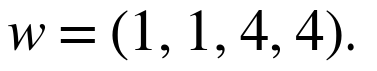 w = (1, 1, 4, 4).